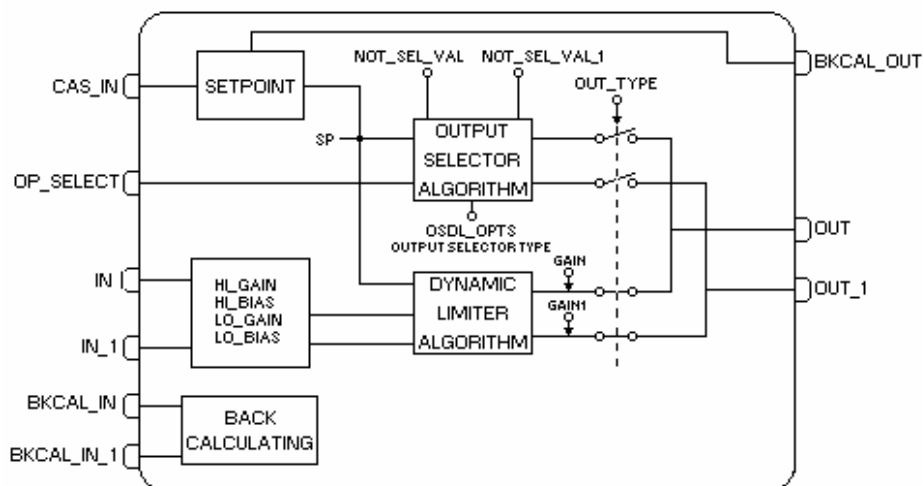 BKCAL_OUT
NOT_SEL_VAL
NOT_SEL_VAL_1
CAS_IN
SETPOINT
OUT_TYPE
SP
OUTPUT
SELECTOR
ALGORITHM
OP_SELECT
OSDL_OPTS
OUTPUT SELECTOR TYPE
OUT
IN
HI_GAIN
HI_BIAS
LO_GAIN
LO_BIAS
DYNAMIC
LIMITER
ALGORITHM
GAIN
GAIN1
OUT_1
IN_1
BKCAL_IN
BACK
CALCULATING
BKCAL_IN_1